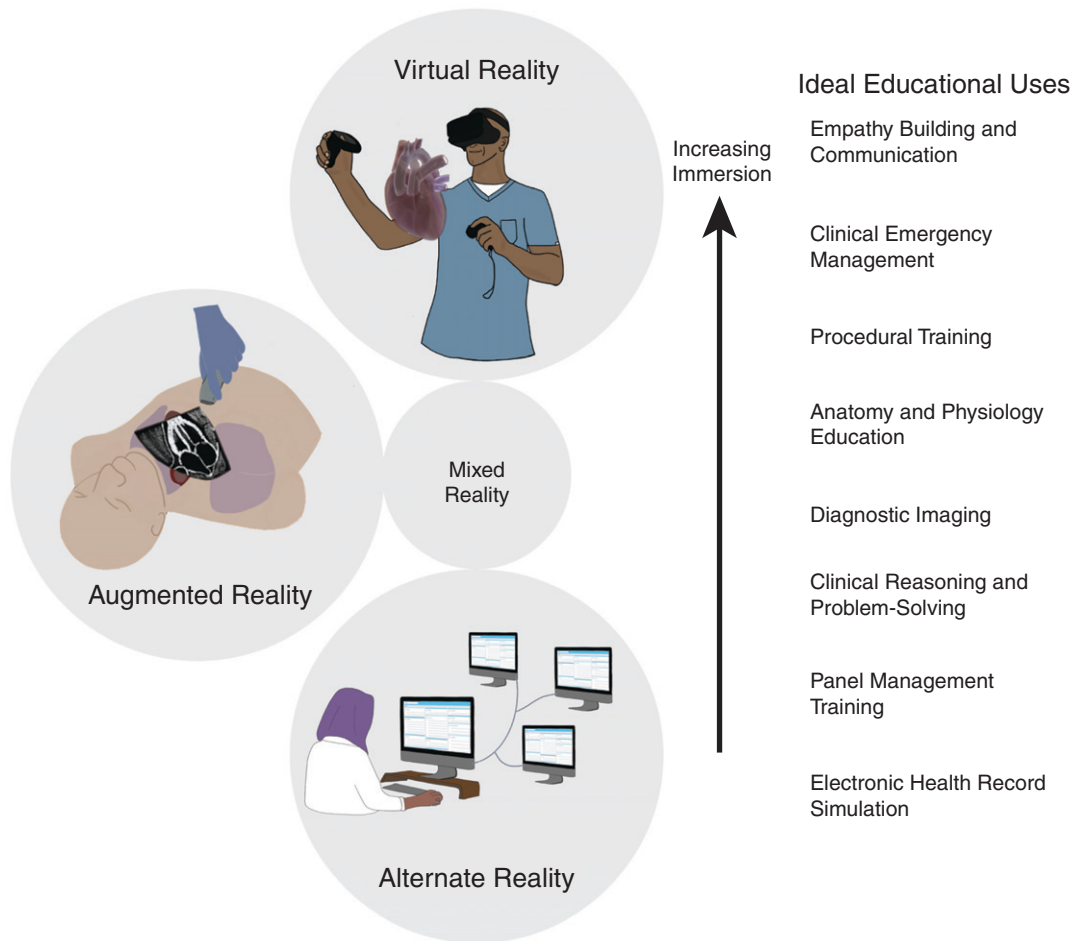 Virtual Reality
Increasing
Immersion
Augmented Reality
Mixed
Reality
Alternate Reality
Ideal Educational Uses
Empathy Building and
Communication
Clinical Emergency
Management
Procedural Training
Anatomy and Physiology
Education
Diagnostic Imaging
Clinical Reasoning and
Problem-Solving
Panel Management
Training
Electronic Health Record
Simulation